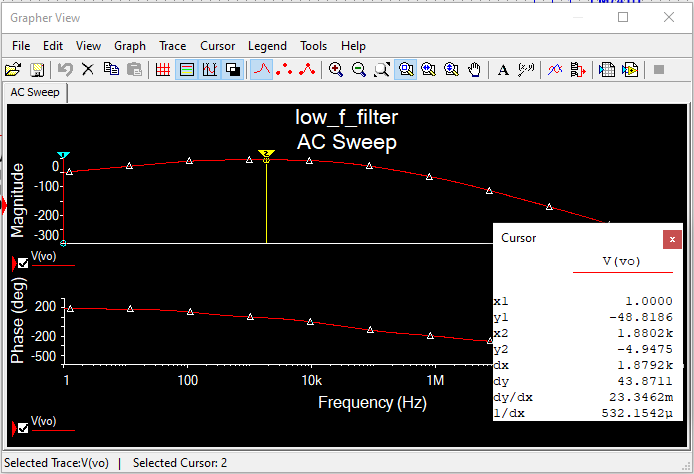 Grapher View
File Edit View Graph Trace Cursor Legend Tools Help
AC Sweep
low_f_filter
AC Sweep
1
2
Magnitude
0
-100
-200
-300
V(vo)
Phase (deg)
200
-200
-500
1 100 10k 1M
Frequency (Hz)
V(vo)
Cursor
V(vo)
x1 1.0000
y1 -48.8186
x2 1.8802k
y2 -4.9475
dx 1.8792k
dy 43.8711
dy/dx 23.3462m
1/dx 532.1542µ
Selected Trace:V(vo) | Selected Cursor: 2